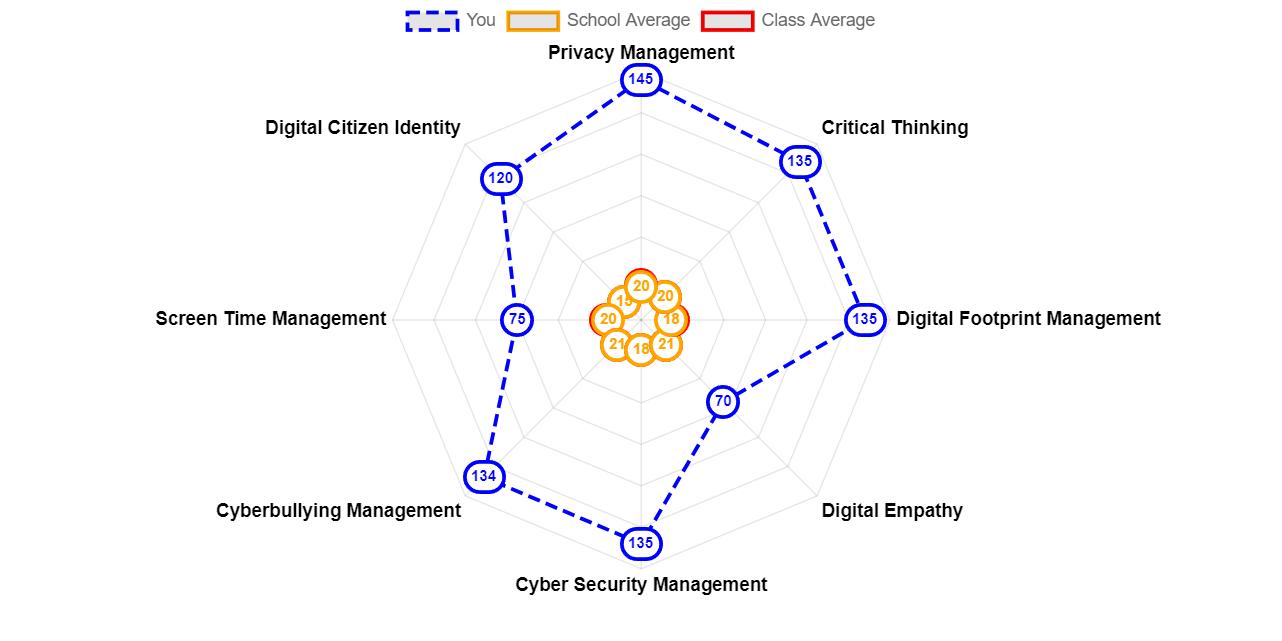 You School Average Class Average
Privacy Management
145
Digital Citizen Identity
Critical Thinking
135
120
20
20
15
Screen Time Management
75
20
18
135
Digital Footprint Management
21
18
21
70
134
Cyberbullying Management
Digital Empathy
135
Cyber Security Management